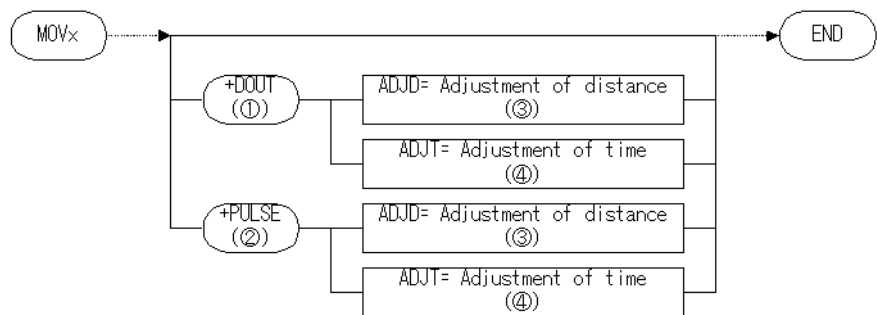 MOVx
END
+DOUT
(①)
ADJD= Adjustment of distance
(③)
ADJT= Adjustment of time
(④)
+PULSE
(②)
ADJD= Adjustment of distance
(③)
ADJT= Adjustment of time
(④)